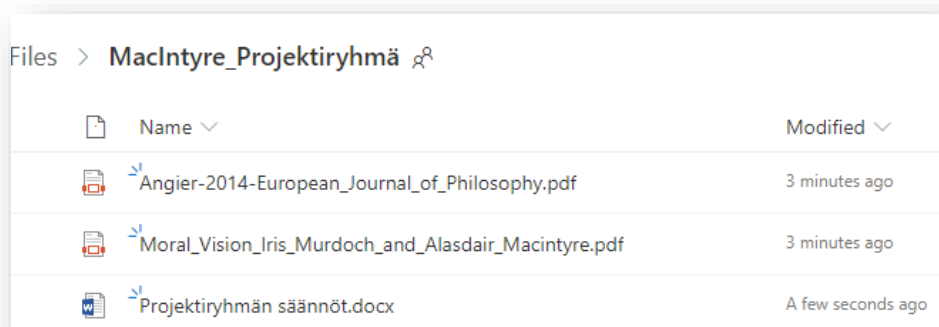 Files > MacIntyre_Projektiryhmä
Name Modified
Angier-2014-European_Journal_of_Philosophy.pdf 3 minutes ago
Moral_Vision_Iris_Murdoch_and_Alasdair_Macintyre.pdf 3 minutes ago
Projektiryhmän säännöt.docx A few seconds ago